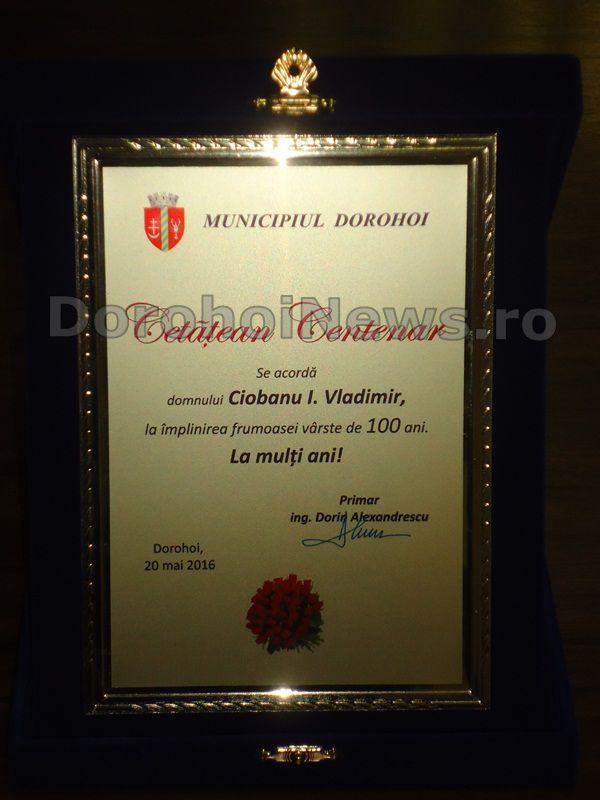 MUNICIPIUL DOROHOI
DorohoiNews.ro
Cetățean Centenar
Se acordă
domnului Ciobanu I. Vladimir,
la împlinirea frumoasei vârste de 100 ani.
La mulți ani!
Primar
ing. Dorin Alexandrescu
Dorohoi,
20 mai 2016